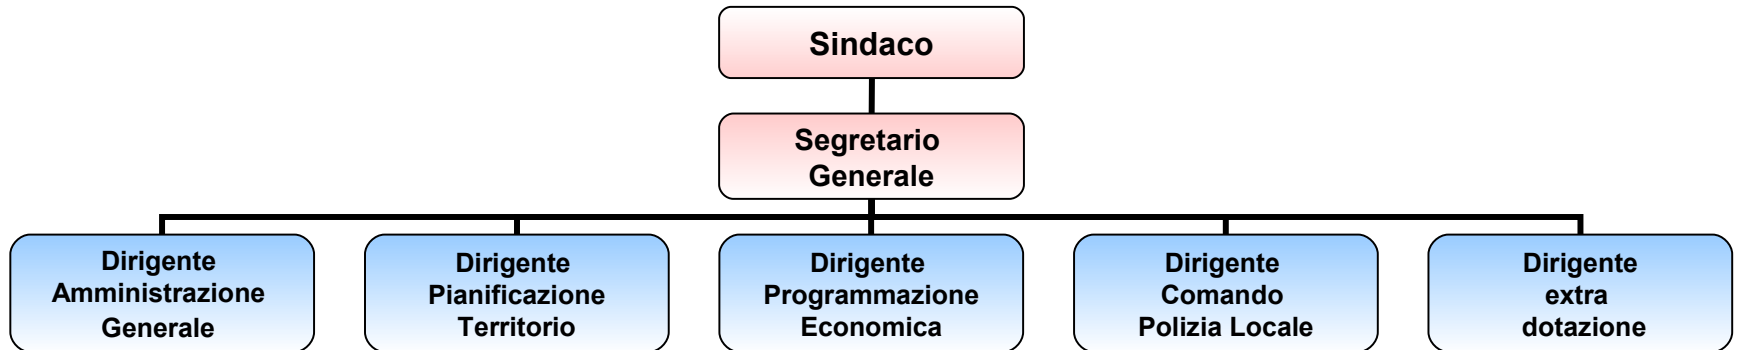 Sindaco
Segretario
Generale
Dirigente
Amministrazione
Generale
Dirigente
Pianificazione
Territorio
Dirigente
Programmazione
Economica
Dirigente
Comando
Polizia Locale
Dirigente
extra
dotazione